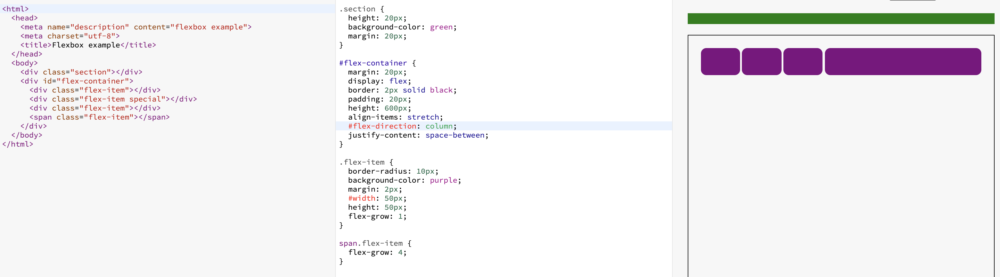 <html>
  <head>
    <meta name="description" content="flexbox example">
    <meta charset="utf-8">
    <title>Flexbox example</title>
  </head>
  <body>
    <div class="section"></div>
    <div id="flex-container">
      <div class="flex-item"></div>
      <div class="flex-item special"></div>
      <div class="flex-item"></div>
      <span class="flex-item"></span>
    </div>
  </body>
</html>
.section {
  height: 20px;
  background-color: green;
  margin: 20px;
}
#flex-container {
  margin: 20px;
  display: flex;
  border: 2px solid black;
  padding: 20px;
  height: 600px;
  align-items: stretch;
  #flex-direction: column;
  justify-content: space-between;
}
.flex-item {
  border-radius: 10px;
  background-color: purple;
  margin: 2px;
  #width: 50px;
  height: 50px;
  flex-grow: 1;
}
span.flex-item {
  flex-grow: 4;
}